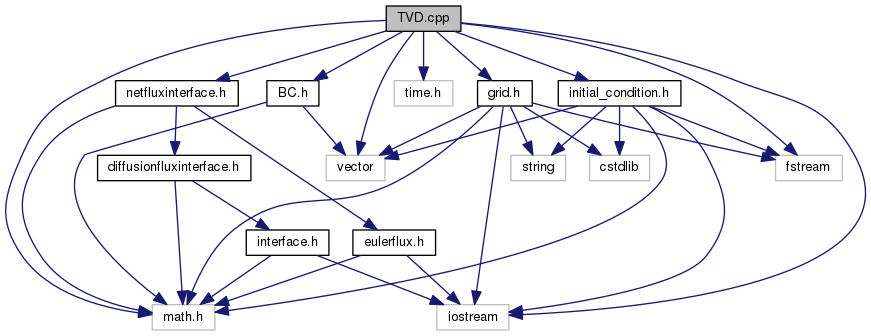 TVD.cpp
netfluxinterface.h
BC.h
time.h
grid.h
initial_condition.h
diffusionfluxinterface.h
vector
string
cstdlib
fstream
interface.h
eulerflux.h
math.h
iostream